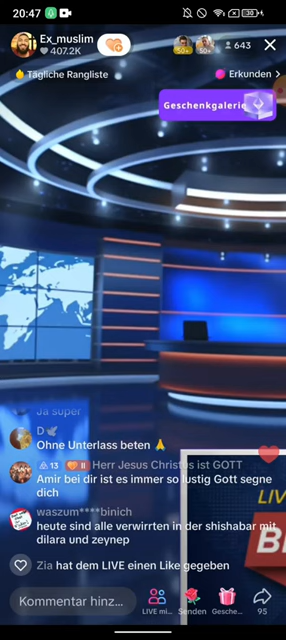 20:47
30
Ex_muslim
407.2K
50+
50+
643
Tägliche Rangliste
Erkunden >
Geschenkgalerie
Ja super
D🕊
Ohne Unterlass beten 🙏
13 II Herr Jesus Christus ist GOTT
Amir bei dir ist es immer so lustig Gott segne
dich
waszum****binich
heute sind alle verwirrten in der shishabar mit
dilara und zeynep
Zia hat dem LIVE einen Like gegeben
LIV
B
Kommentar hinz...
LIVE mi...
Senden
Gesche...
95